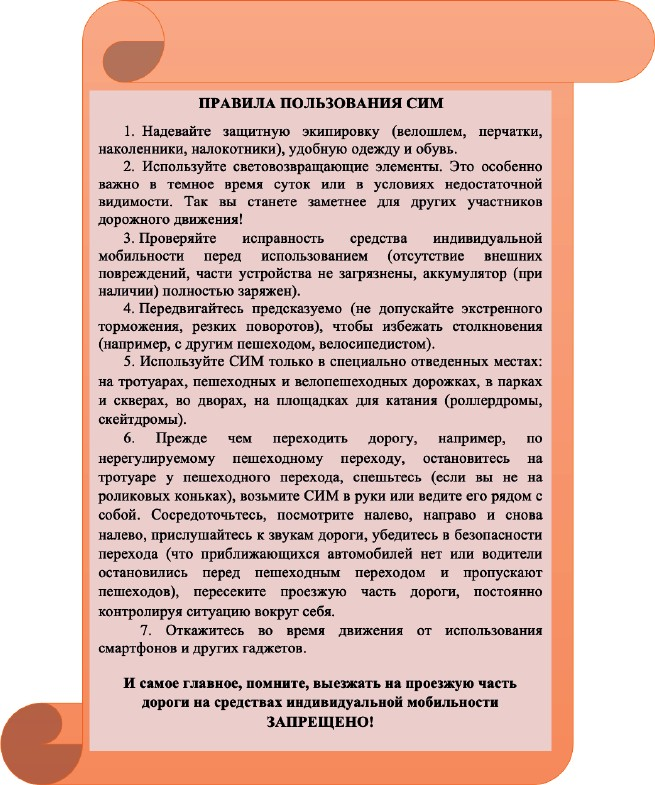 ПРАВИЛА ПОЛЬЗОВАНИЯ СИМ
1. Надевайте защитную экипировку (велошлем, перчатки,
наколенники, налокотники), удобную одежду и обувь.
2. Используйте световозвращающие элементы. Это особенно
важно в темное время суток или в условиях недостаточной
видимости. Так вы станете заметнее для других участников
дорожного движения!
3. Проверяйте исправность средства индивидуальной
мобильности перед использованием (отсутствие внешних
повреждений, части устройства не загрязнены, аккумулятор (при
наличии) полностью заряжен).
4. Передвигайтесь предсказуемо (не допускайте экстренного
торможения, резких поворотов), чтобы избежать столкновения
(например, с другим пешеходом, велосипедистом).
5. Используйте СИМ только в специально отведенных местах:
на тротуарах, пешеходных и велопешеходных дорожках, в парках
и скверах, во дворах, на площадках для катания (роллердромы,
скейтдромы).
6. Прежде чем переходить дорогу, например, по
нерегулируемому пешеходному переходу, остановитесь на
тротуаре у пешеходного перехода, спешьтесь (если вы не на
роликовых коньках), возьмите СИМ в руки или ведите его рядом с
собой. Сосредоточьтесь, посмотрите налево, направо и снова
налево, прислушайтесь к звукам дороги, убедитесь в безопасности
перехода (что приближающихся автомобилей нет или водители
остановились перед пешеходным переходом и пропускают
пешеходов), пересеките проезжую часть дороги, постоянно
контролируя ситуацию вокруг себя.
7. Откажитесь во время движения от использования
смартфонов и других гаджетов.
И самое главное, помните, выезжать на проезжую часть
дороги на средствах индивидуальной мобильности
ЗАПРЕЩЕНО!